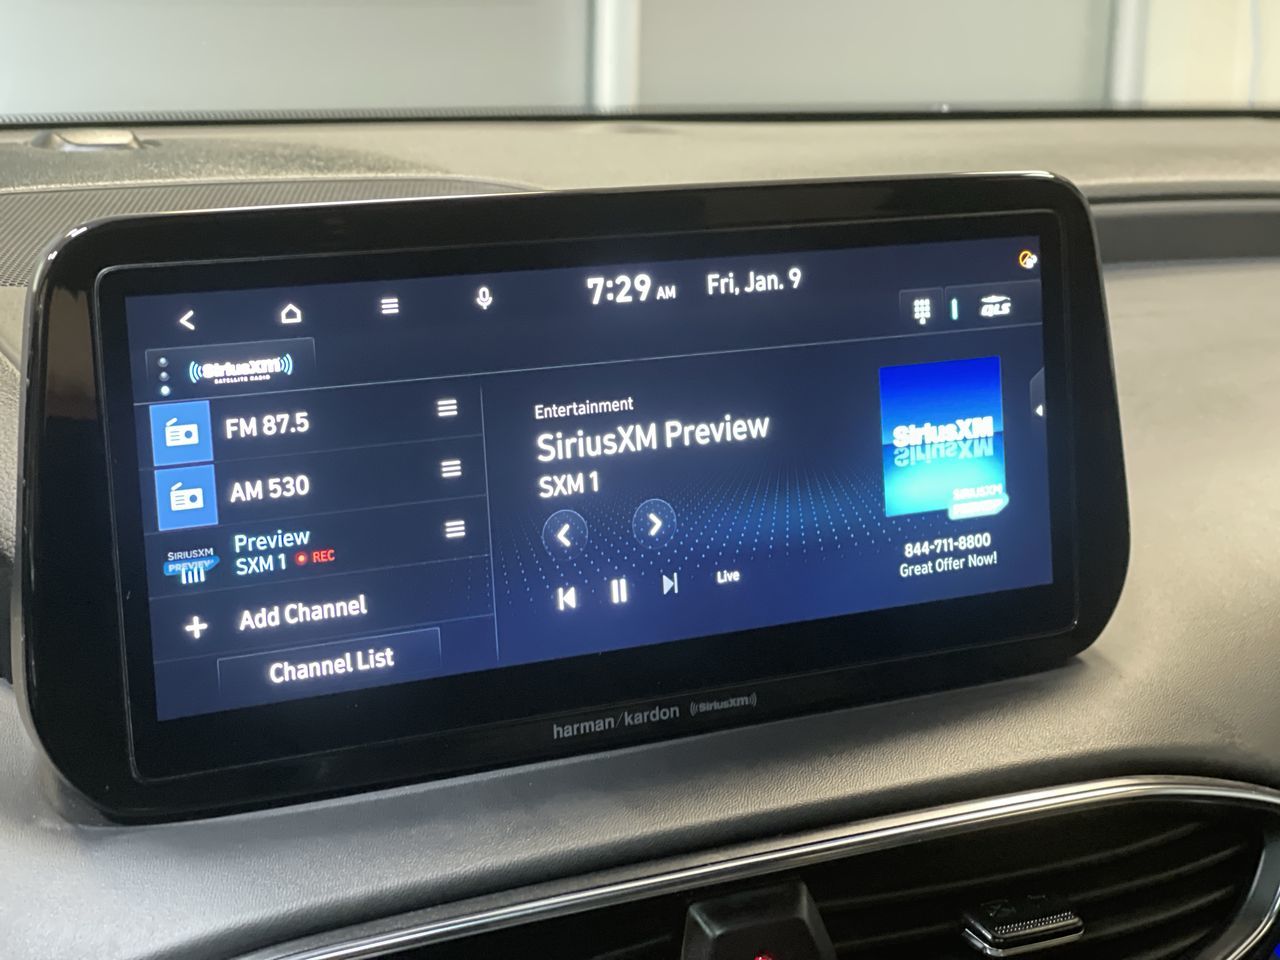 7:29 AM
Fri, Jan. 9
SiriusXM
SATELLITE RADIO
QLS
FM 87.5
AM 530
SIRIUSXM
PREVIEW
Preview
SXM 1 REC
Add Channel
Channel List
Entertainment
SiriusXM Preview
SXM 1
Live
SiriusXM
SIRIUSXM
PREVIEW
844-711-8800
Great Offer Now!
harman/kardon SiriusXM